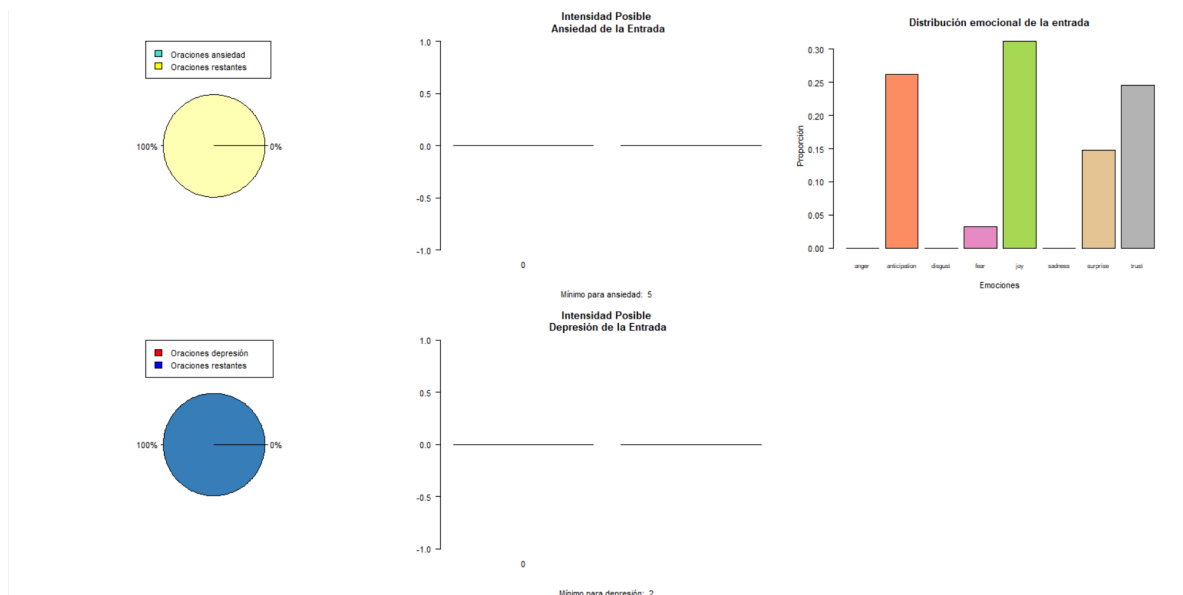 Oraciones ansiedad
Oraciones restantes
100%
0%
Intensidad Posible
Ansiedad de la Entrada
1.0
0.5
0.0
-0.5
-1.0
0
Mínimo para ansiedad: 5
Distribución emocional de la entrada
Proporción
0.30
0.25
0.20
0.15
0.10
0.05
0.00
anger
anticipation
disgust
fear
joy
sadness
surprise
trust
Emociones
Oraciones depresión
Oraciones restantes
100%
0%
Intensidad Posible
Depresión de la Entrada
1.0
0.5
0.0
-0.5
-1.0
0
Mínimo para depresión: 2